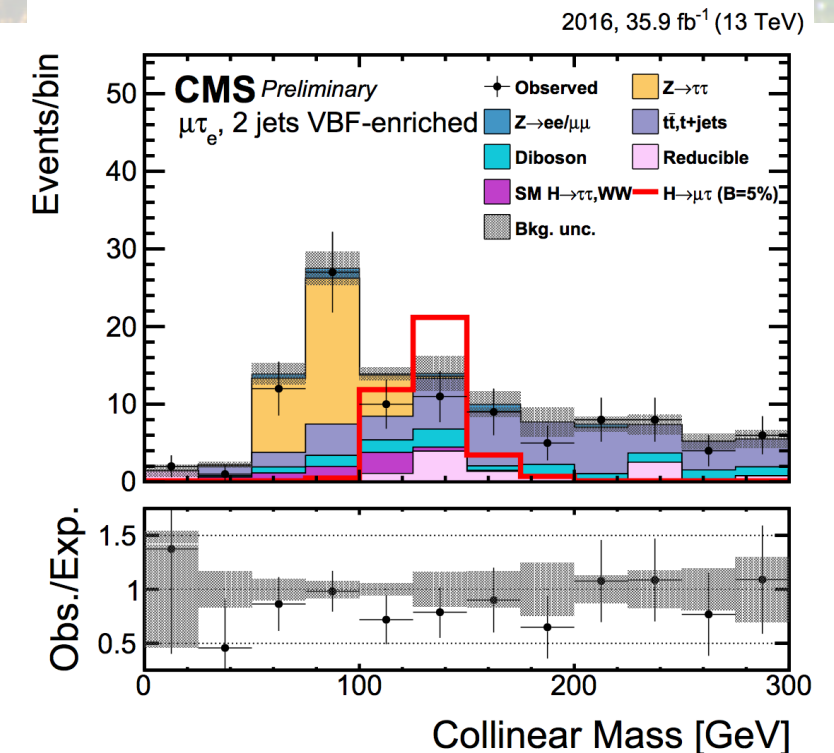 2016, 35.9 fb⁻¹ (13 TeV)
Events/bin
CMS Preliminary
μτₑ, 2 jets VBF-enriched
Observed
Z→ττ
Z→ee/μμ
tt̄,t+jets
Diboson
Reducible
SM H→ττ,WW
H→μτ (B=5%)
Bkg. unc.
50
40
30
20
10
0
Obs./Exp.
1.5
1
0.5
0 100 200 300
Collinear Mass [GeV]